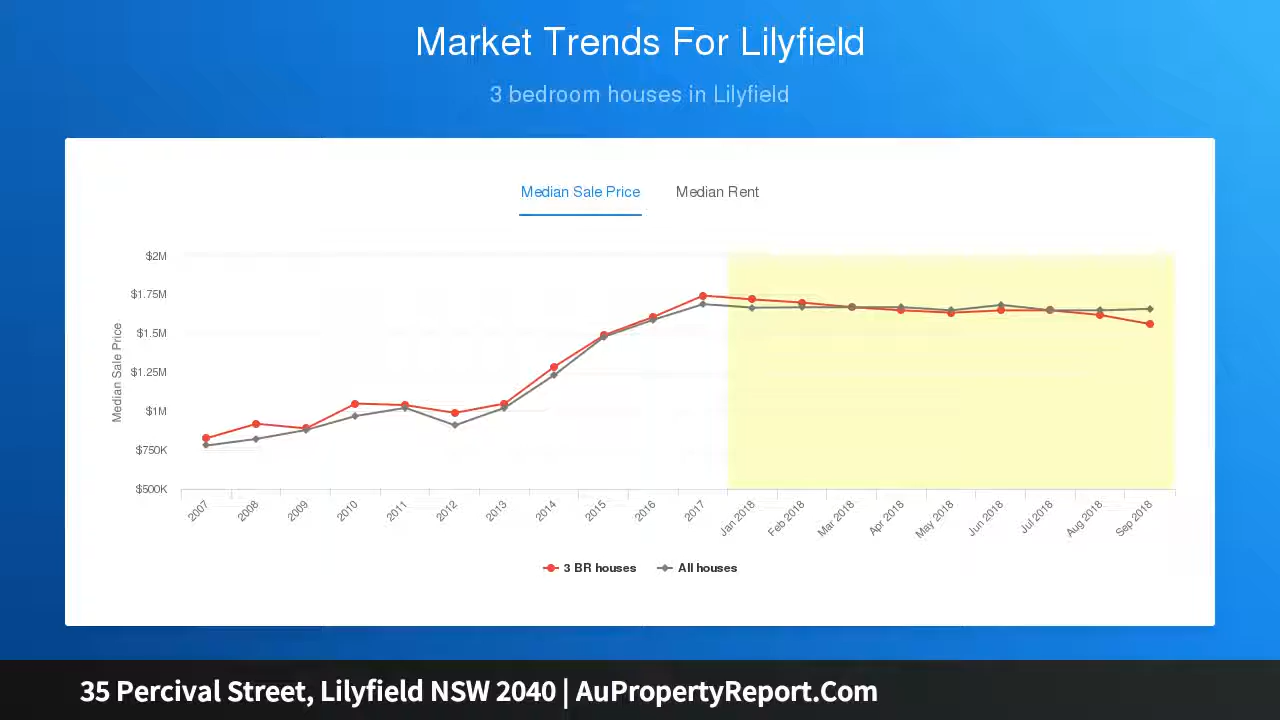 Market Trends For Lilyfield
3 bedroom houses in Lilyfield
Median Sale Price
Median Rent
Median Sale Price
$2M
$1.75M
$1.5M
$1.25M
$1M
$750K
$500K
2007
2008
2009
2010
2011
2012
2013
2014
2015
2016
2017
Jan 2018
Feb 2018
Mar 2018
Apr 2018
May 2018
Jun 2018
Jul 2018
Aug 2018
Sep 2018
3 BR houses
All houses
35 Percival Street, Lilyfield NSW 2040 | AuPropertyReport.Com